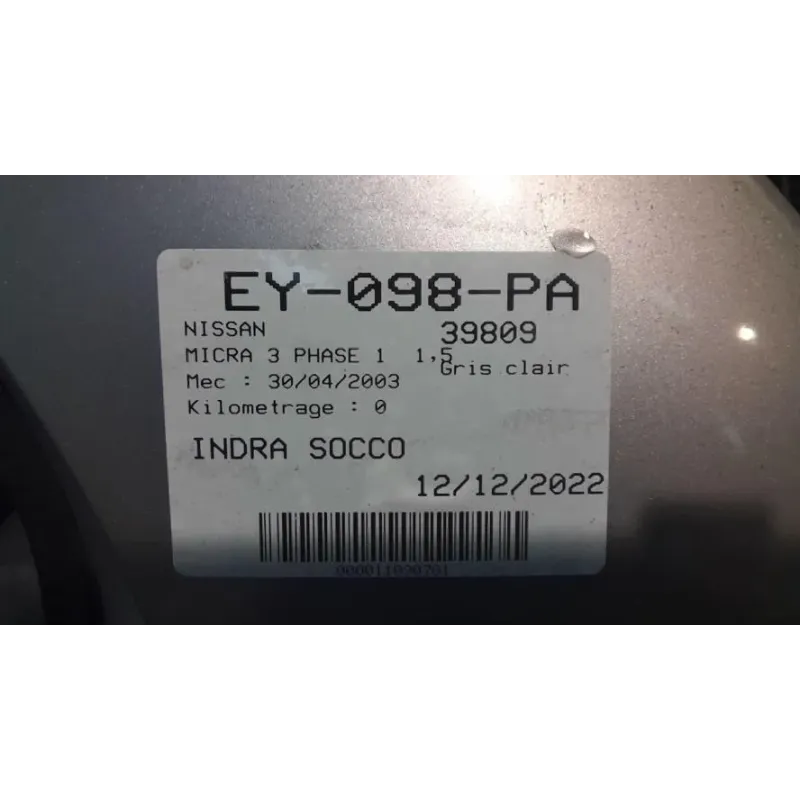 EY-098-PA
NISSAN 39809
MICRA 3 PHASE 1 1,5
Gris clair
Mec : 30/04/2003
Kilometrage : 0
INDRA SOCCO
12/12/2022